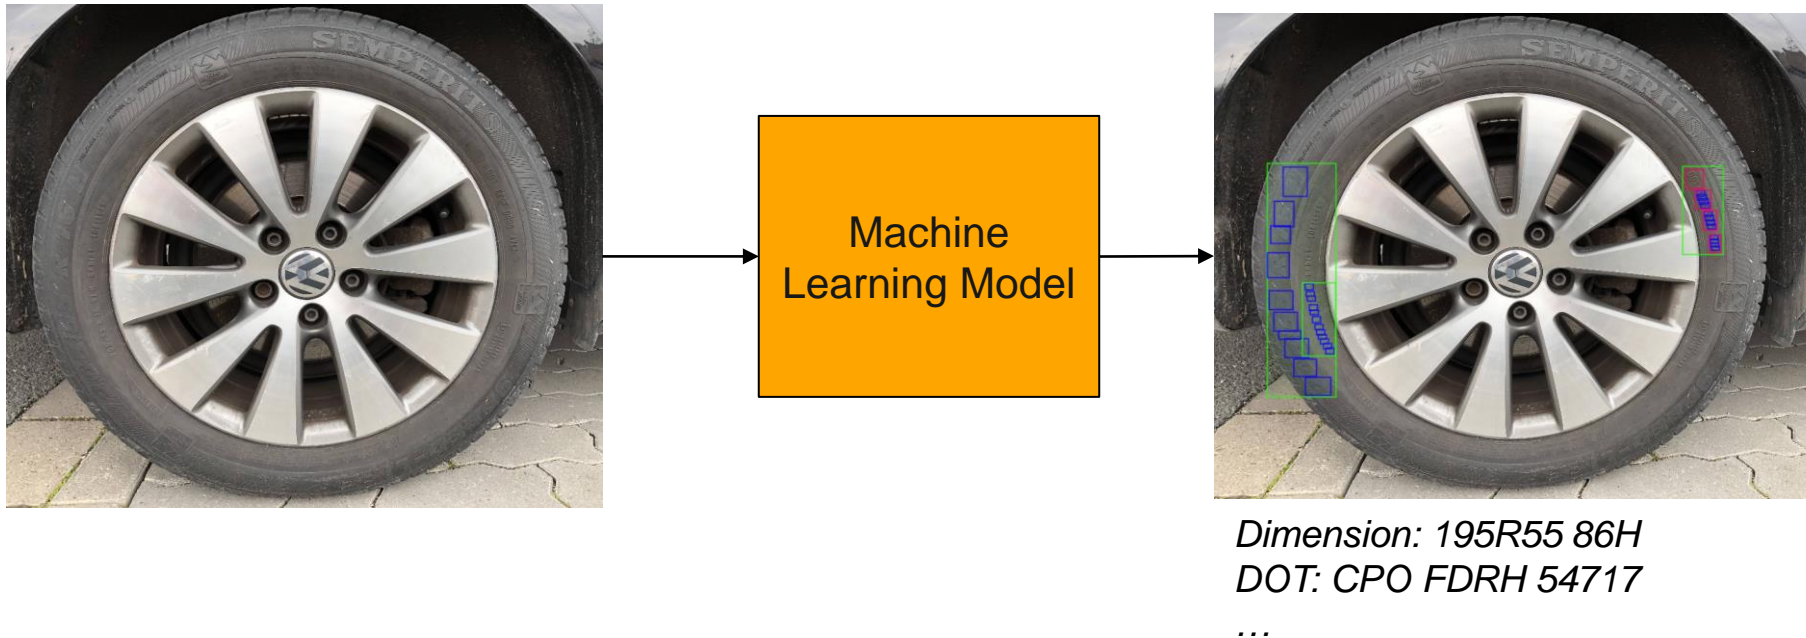 SEMPERIT
Machine
Learning Model
SEMPERIT
Dimension: 195R55 86H
DOT: CPO FDRH 54717
...